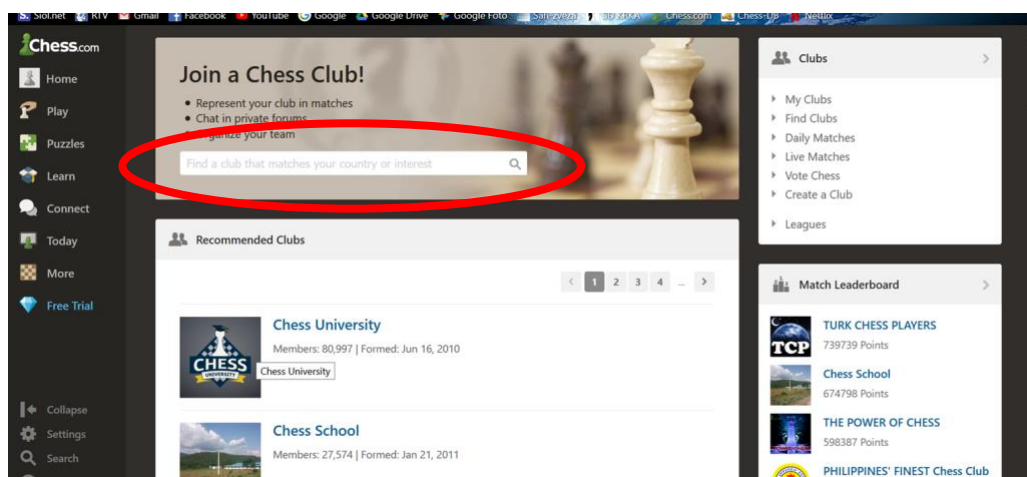 Siol.net RTV Gmail Facebook YouTube Google Google Drive Google Foto Chess.com Chess-DB Netflix
Chess.com
Home
Play
Puzzles
Learn
Connect
Today
More
Free Trial
Collapse
Settings
Search
Join a Chess Club!
• Represent your club in matches
• Chat in private forums
• Organize your team
Find a club that matches your country or interest
Recommended Clubs
< 1 2 3 4 ... >
Chess University
Members: 80,997 | Formed: Jun 16, 2010
CHESS
UNIVERSITY
Chess University
Chess School
Members: 27,574 | Formed: Jan 21, 2011
Clubs >
My Clubs
Find Clubs
Daily Matches
Live Matches
Vote Chess
Create a Club
Leagues
Match Leaderboard >
TCP
TURK CHESS PLAYERS
739739 Points
Chess School
674798 Points
THE POWER OF CHESS
598387 Points
PHILIPPINES' FINEST Chess Club